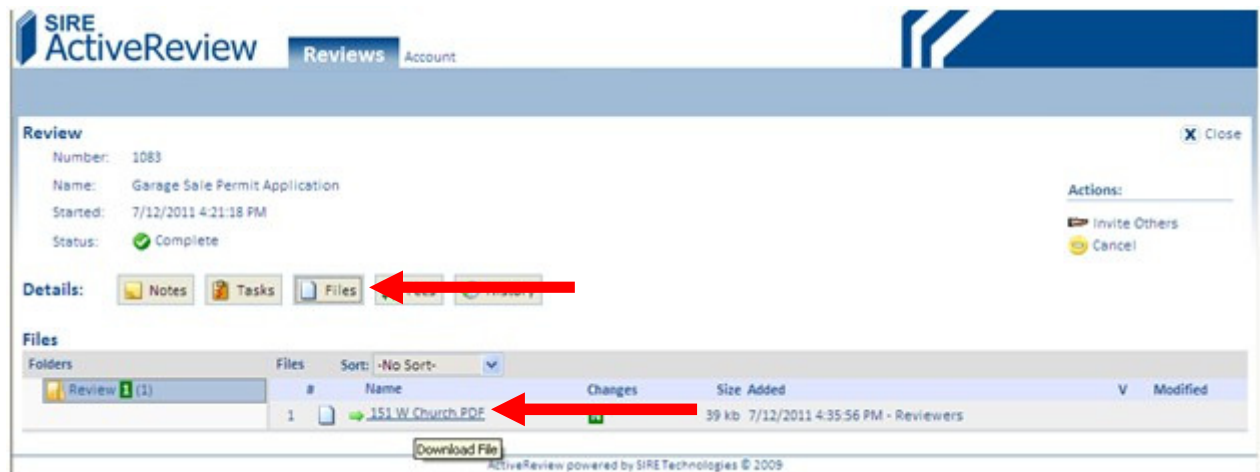 SIRE
ActiveReview
Reviews Account
Review
Close
Number: 1083
Name: Garage Sale Permit Application
Started: 7/12/2011 4:21:18 PM
Status: Complete
Actions:
Invite Others
Cancel
Details: Notes Tasks Files History
Files
Folders Files Sort: -No Sort-
Review 1 (1)
# Name Changes Size Added V Modified
1 151 W Church.PDF 39 kb 7/12/2011 4:35:56 PM - Reviewers
Download File
ActiveReview powered by SIRE Technologies © 2009